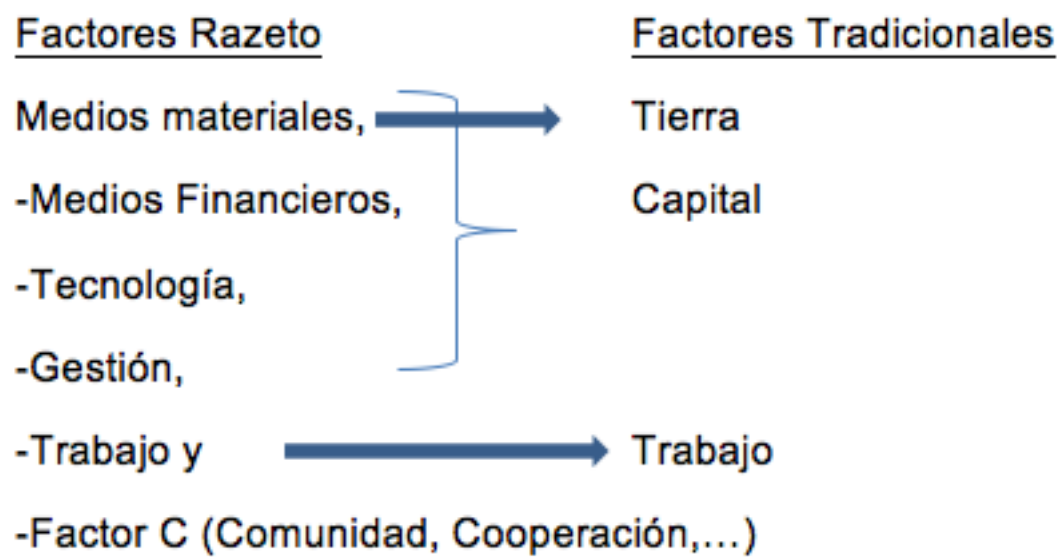 Factores Razeto Factores Tradicionales
Medios materiales, Tierra
-Medios Financieros, Capital
-Tecnología,
-Gestión,
-Trabajo y Trabajo
-Factor C (Comunidad, Cooperación,...)